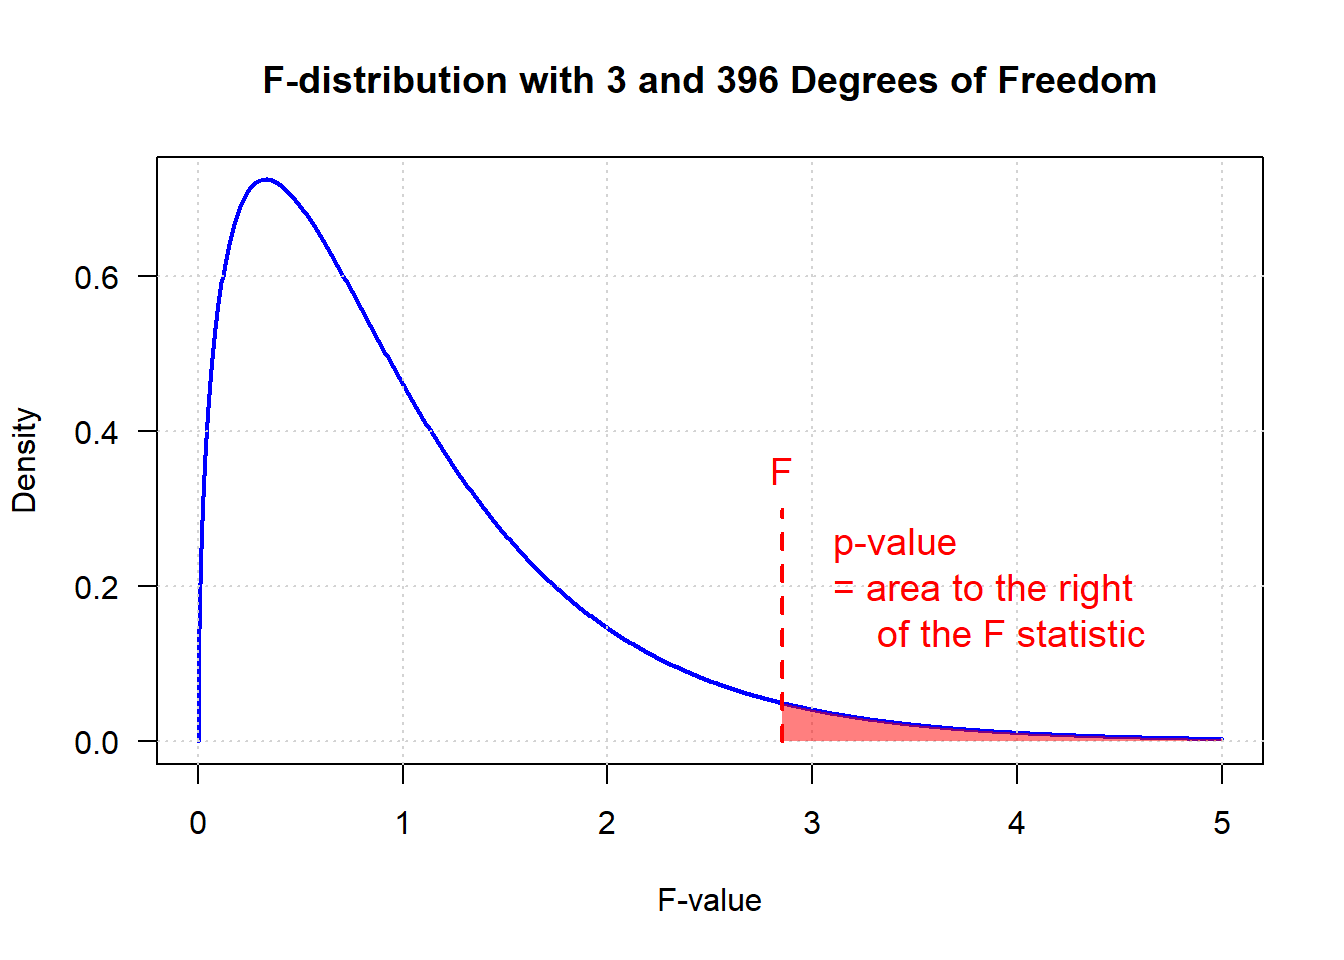 F-distribution with 3 and 396 Degrees of Freedom
Density
0.6
0.4
0.2
0.0
F
p-value
= area to the right
of the F statistic
0 1 2 3 4 5
F-value